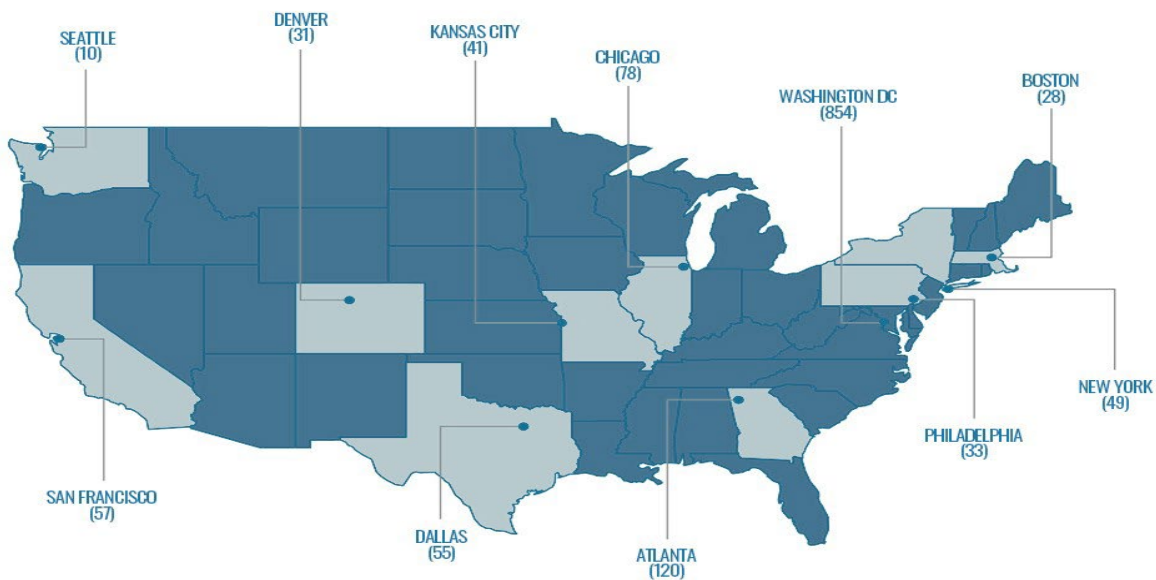 SEATTLE
(10)
DENVER
(31)
KANSAS CITY
(41)
CHICAGO
(78)
WASHINGTON DC
(854)
BOSTON
(28)
NEW YORK
(49)
PHILADELPHIA
(33)
SAN FRANCISCO
(57)
DALLAS
(55)
ATLANTA
(120)